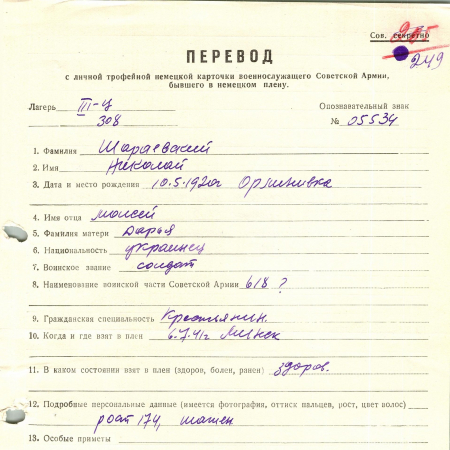 Сов. секретно
249
ПЕРЕВОД
с личной трофейной немецкой карточки военнослужащего Советской Армии,
бывшего в немецком плену.
Лагерь III-Ц
308
Опознавательный знак
№ 05534
1. Фамилия Шараевский
2. Имя Николай
3. Дата и место рождения 10.5.1920г Оржиновка
4. Имя отца Моисей
5. Фамилия матери Дарья
6. Национальность украинец
7. Воинское звание солдат
8. Наименование воинской части Советской Армии 618 ?
9. Гражданская специальность Крестьянин.
10. Когда и где взят в плен 6.7.41г Минск
11. В каком состоянии взят в плен (здоров, болен, ранен) здоров.
12. Подробные персональные данные (имеется фотография, оттиск пальцев, рост, цвет волос)
рост 174,
13. Особые приметы